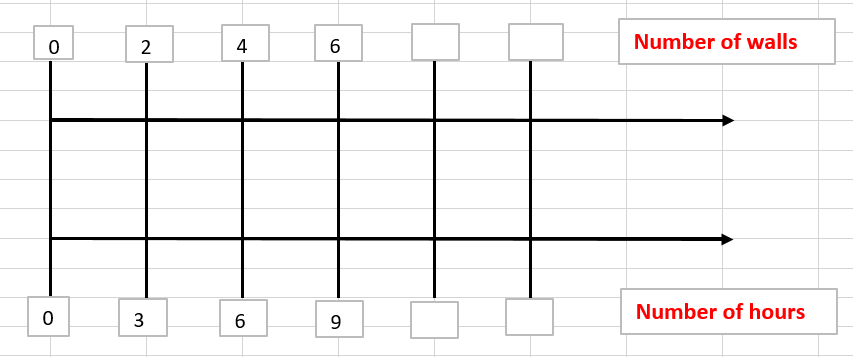 0 2 4 6 Number of walls
0 3 6 9 Number of hours